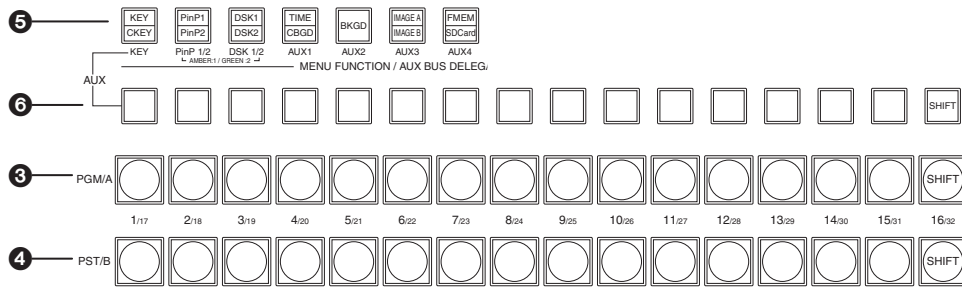 5
KEY PinP1 DSK1 TIME BKGD IMAGE A FMEM
CKEY PinP2 DSK2 CBGD IMAGE B SDCard
KEY PinP 1/2 DSK 1/2 AUX1 AUX2 AUX3 AUX4
AMBER:1 / GREEN :2
MENU FUNCTION / AUX BUS DELEGA
AUX
6 SHIFT
3 PGM/A SHIFT
1/17 2/18 3/19 4/20 5/21 6/22 7/23 8/24 9/25 10/26 11/27 12/28 13/29 14/30 15/31 16/32
4 PST/B SHIFT